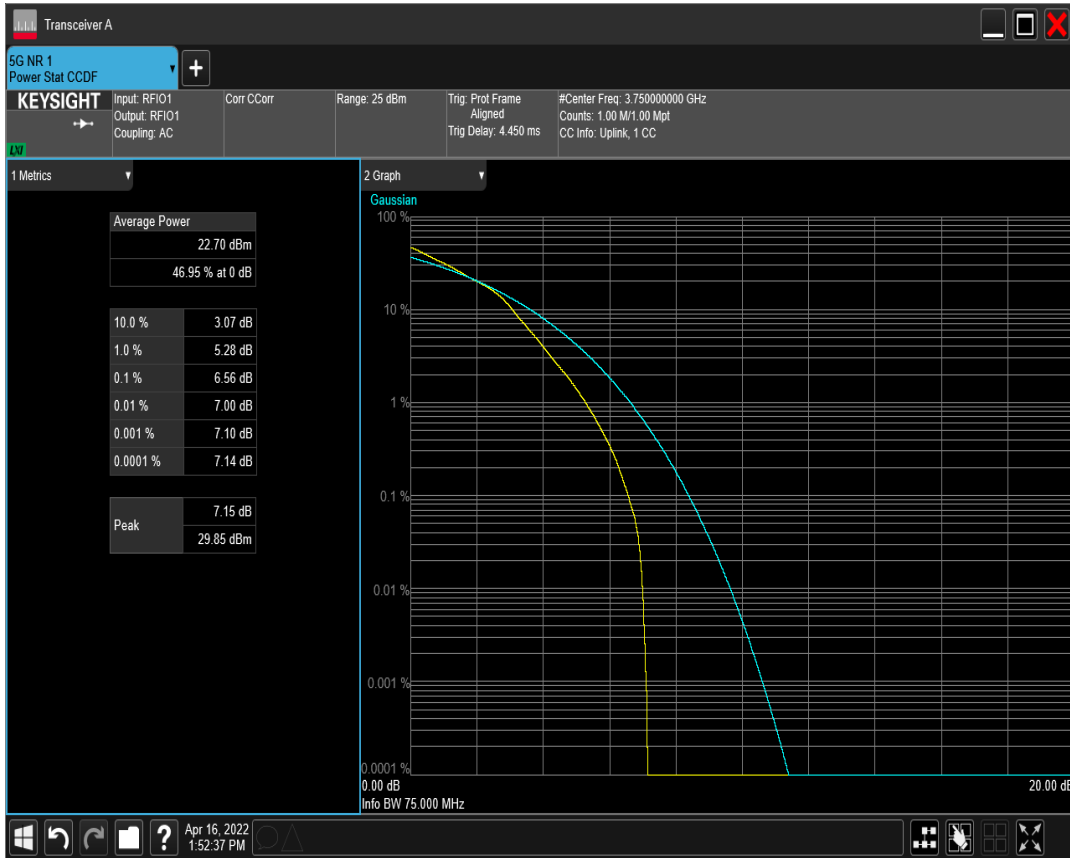 Transceiver A
5G NR 1
Power Stat CCDF
KEYSIGHT
LXI
Input: RFIO1
Output: RFIO1
Coupling: AC
Corr CCorr
Range: 25 dBm
Trig: Prot Frame
Aligned
Trig Delay: 4.450 ms
#Center Freq: 3.750000000 GHz
Counts: 1.00 M/1.00 Mpt
CC Info: Uplink, 1 CC
1 Metrics
Average Power
22.70 dBm
46.95 % at 0 dB
10.0 % 3.07 dB
1.0 % 5.28 dB
0.1 % 6.56 dB
0.01 % 7.00 dB
0.001 % 7.10 dB
0.0001 % 7.14 dB
Peak
7.15 dB
29.85 dBm
2 Graph
Gaussian
100 %
10 %
1 %
0.1 %
0.01 %
0.001 %
0.0001 %
0.00 dB 20.00 dB
Info BW 75.000 MHz
Apr 16, 2022
1:52:37 PM